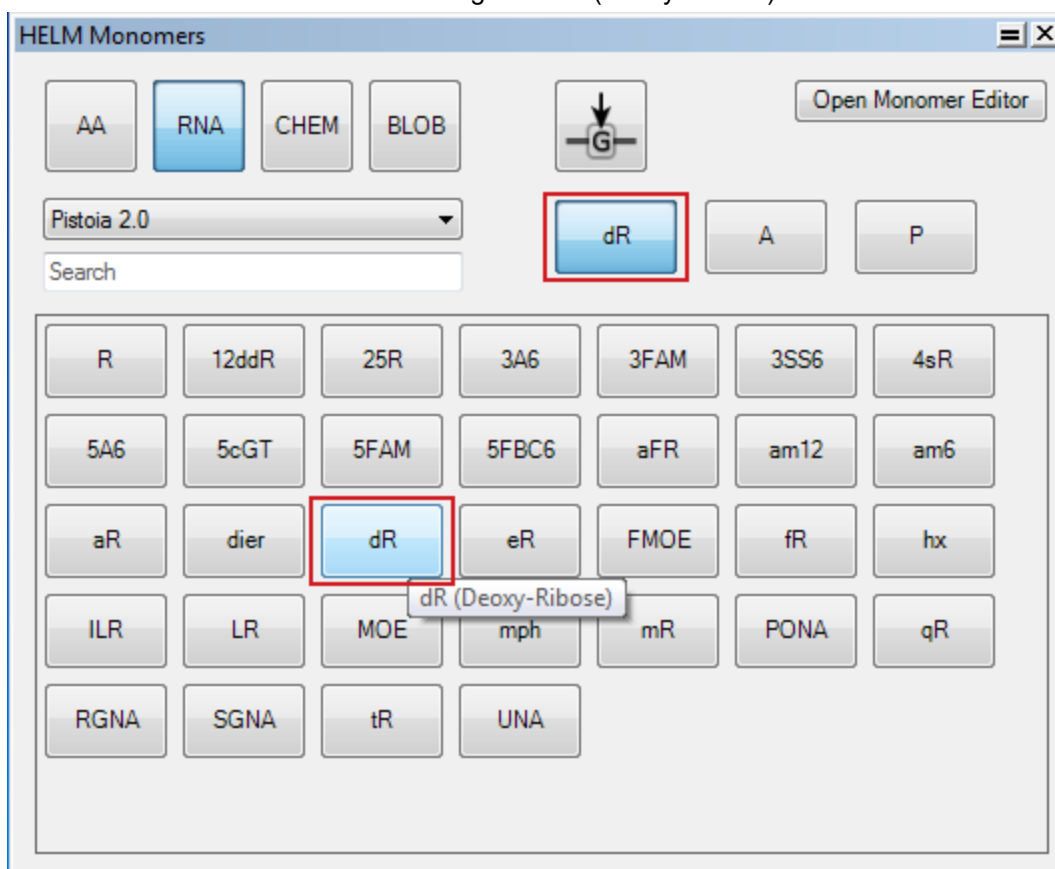 HELM Monomers
AA RNA CHEM BLOB G Open Monomer Editor
Pistoia 2.0
dR A P
Search
R 12ddR 25R 3A6 3FAM 3SS6 4sR
5A6 5cGT 5FAM 5FBC6 aFR am12 am6
aR dier dR eR FMOE fR hx
dR (Deoxy-Ribose)
ILR LR MOE mph mR PONA qR
RGNA SGNA tR UNA